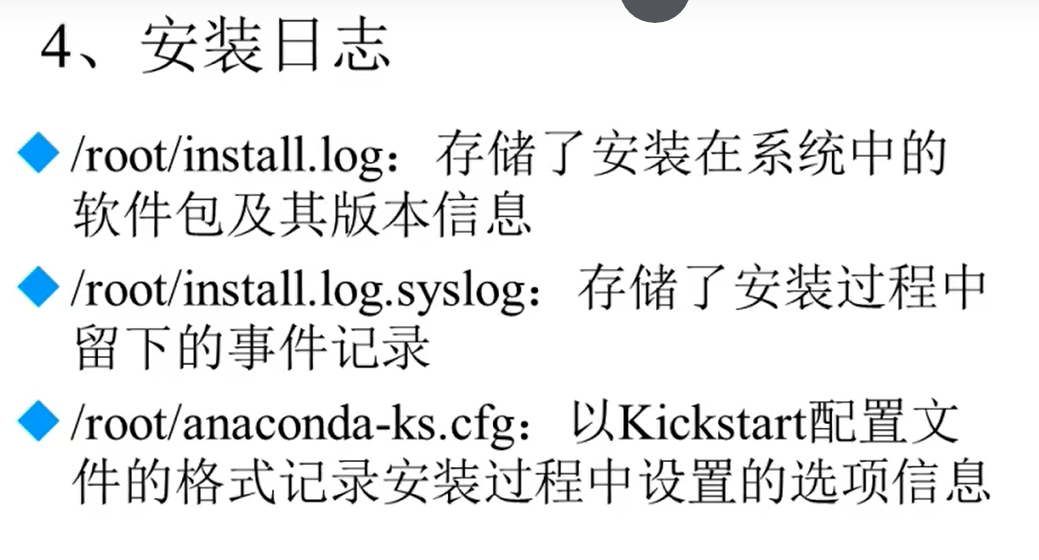 4、安装日志
/root/install.log：存储了安装在系统中的
软件包及其版本信息
/root/install.log.syslog：存储了安装过程中
留下的事件记录
/root/anaconda-ks.cfg：以Kickstart配置文
件的格式记录安装过程中设置的选项信息